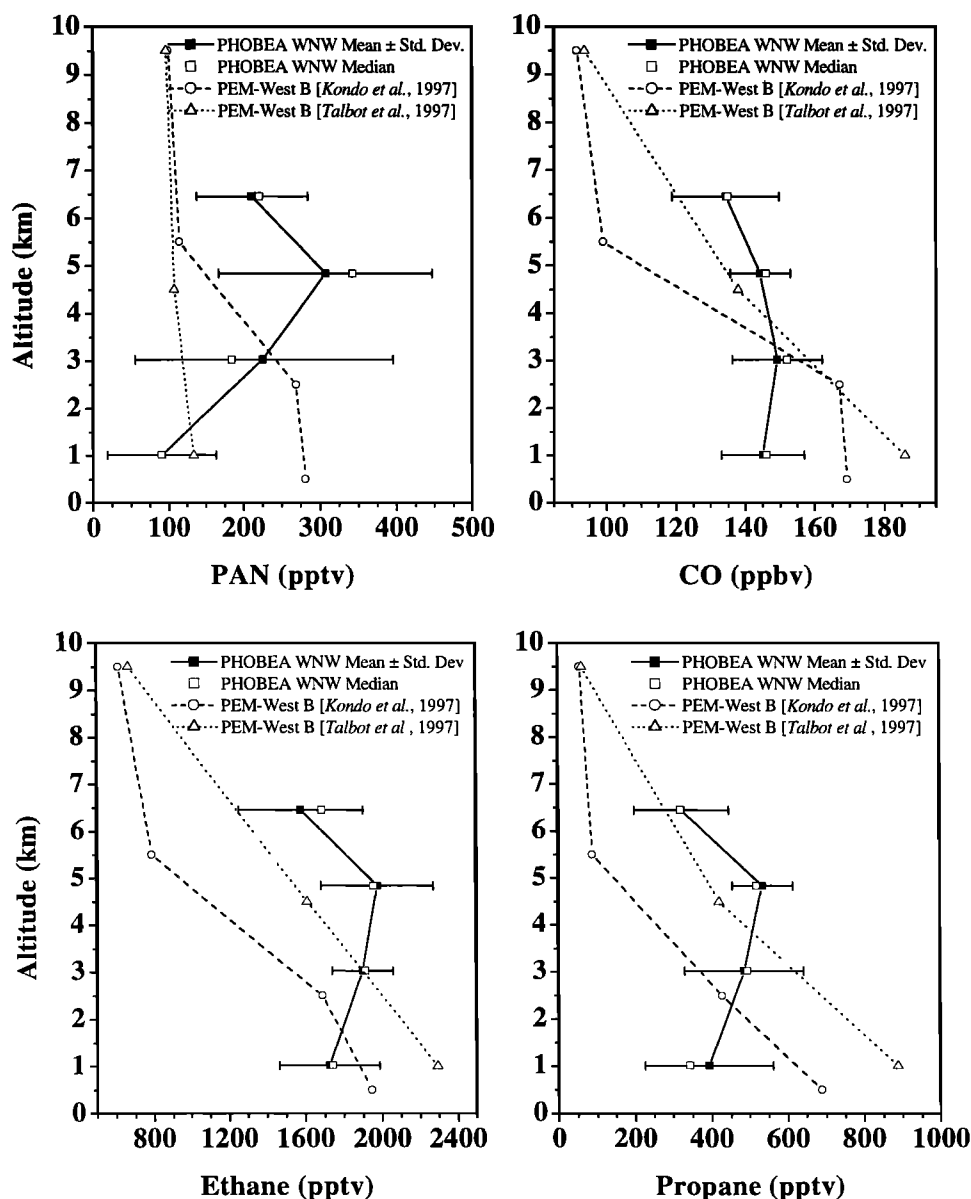 PHOBEA WNW Mean ± Std. Dev.
PHOBEA WNW Median
PEM-West B [Kondo et al., 1997]
PEM-West B [Talbot et al., 1997]
10
9
8
7
6
5
4
3
2
1
0
Altitude (km)
0 100 200 300 400 500
PAN (pptv)
PHOBEA WNW Mean ± Std. Dev.
PHOBEA WNW Median
PEM-West B [Kondo et al., 1997]
PEM-West B [Talbot et al., 1997]
10
9
8
7
6
5
4
3
2
1
0
100 120 140 160 180
CO (ppbv)
PHOBEA WNW Mean ± Std. Dev
PHOBEA WNW Median
PEM-West B [Kondo et al., 1997]
PEM-West B [Talbot et al , 1997]
10
9
8
7
6
5
4
3
2
1
0
Altitude (km)
800 1200 1600 2000 2400
Ethane (pptv)
PHOBEA WNW Mean ± Std. Dev.
PHOBEA WNW Median
PEM-West B [Kondo et al., 1997]
PEM-West B [Talbot et al., 1997]
10
9
8
7
6
5
4
3
2
1
0
0 200 400 600 800 1000
Propane (pptv)